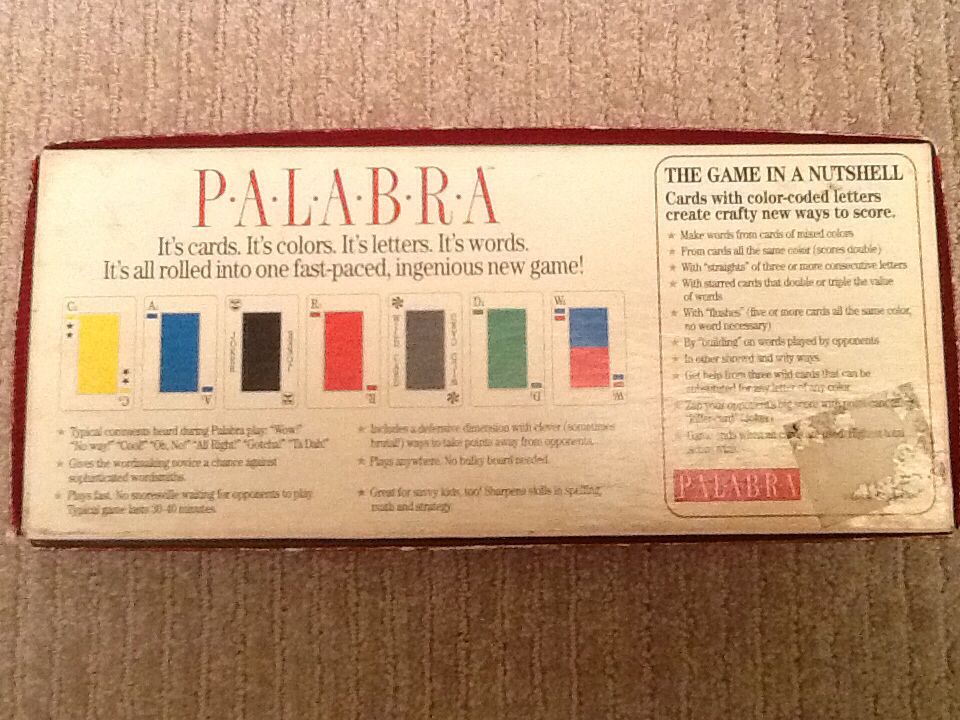 P·A·L·A·B·R·A
It's cards. It's colors. It's letters. It's words.
It's all rolled into one fast-paced, ingenious new game!
C A R D W
★ Typical comments heard during Palabra play: "Wow!"
"No way!" "Cool!" "Oh, No!" "All Right!" "Gotcha!" "Ta Dah!"
★ Gives the wordmaking novice a chance against
sophisticated wordsmiths.
★ Plays fast. No snoresville waiting for opponents to play.
Typical game lasts 30-40 minutes.
★ Includes a defensive dimension with clever (sometimes
brutal!) ways to take points away from opponents.
★ Plays anywhere. No bulky board needed.
★ Great for savvy kids, too! Sharpens skills in spelling,
math and strategy.
THE GAME IN A NUTSHELL
Cards with color-coded letters
create crafty new ways to score.
★ Make words from cards of mixed colors
★ From cards all the same color (scores double)
★ With "straights" of three or more consecutive letters
★ With starred cards that double or triple the value
of words
★ With "flushes" (five or more cards all the same color,
no word necessary)
★ By "building" on words played by opponents
★ In other shrewd and wily ways.
★ Get help from three wild cards that can be
substituted for any letter of any color
★ Zap your opponent's big score with
"killer-card" Jokers
PALABRA